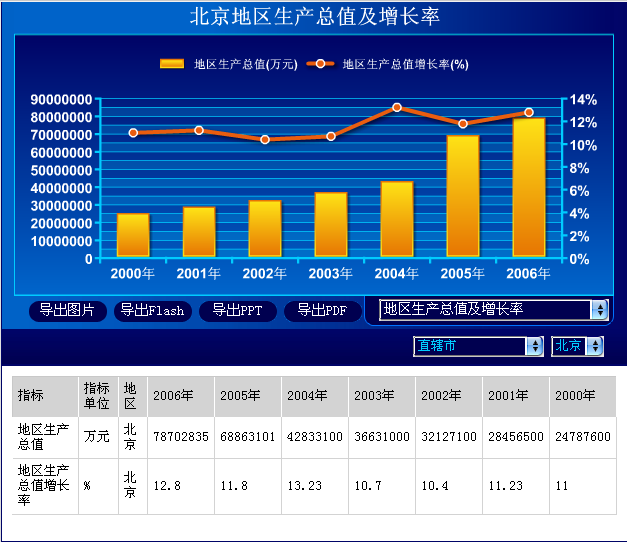 北京地区生产总值及增长率
地区生产总值(万元) 地区生产总值增长率(%)
90000000 14%
80000000 12%
70000000 10%
60000000 8%
50000000 6%
40000000 4%
30000000 2%
20000000 0%
10000000
0
2000年 2001年 2002年 2003年 2004年 2005年 2006年
导出图片 导出Flash 导出PPT 导出PDF 地区生产总值及增长率
直辖市 北京
指标 指标单位 地区 2006年 2005年 2004年 2003年 2002年 2001年 2000年
地区生产总值 万元 北京 78702835 68863101 42833100 36631000 32127100 28456500 24787600
地区生产总值增长率 % 北京 12.8 11.8 13.23 10.7 10.4 11.23 11